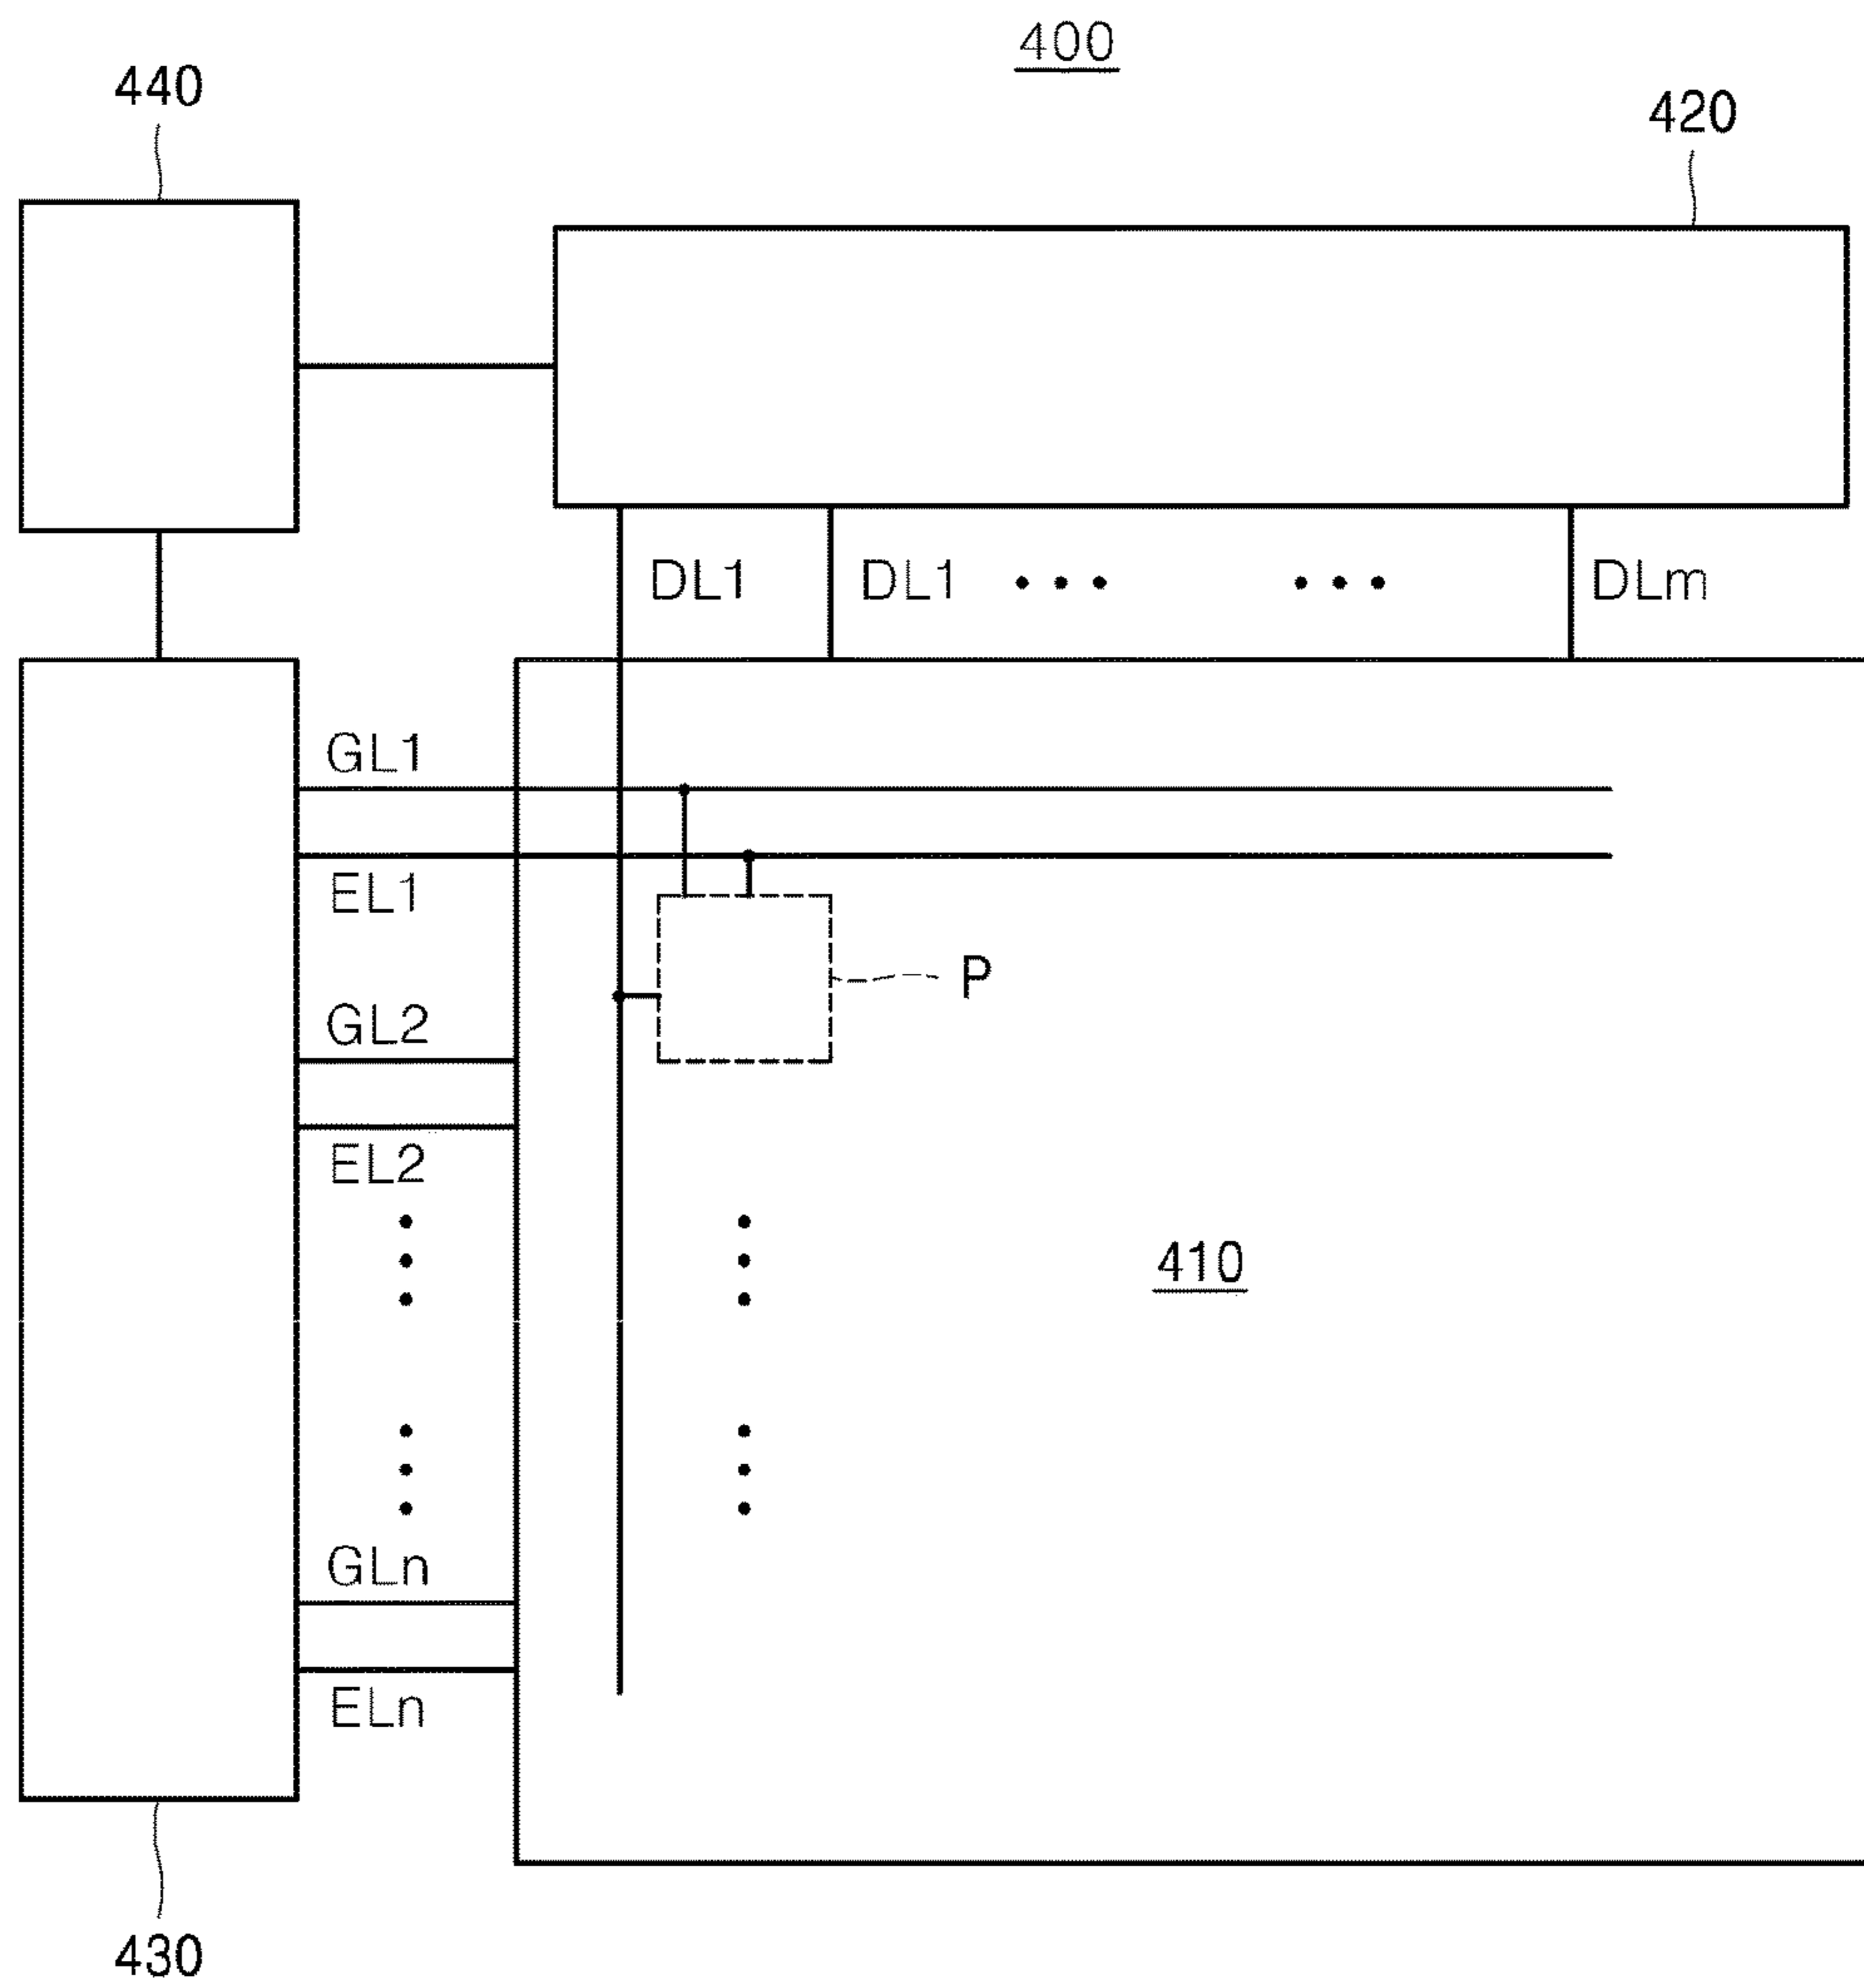 400
440
420
DL1 DL1 ••• ••• DLm
GL1
EL1
P
GL2
EL2
410
GLn
ELn
430